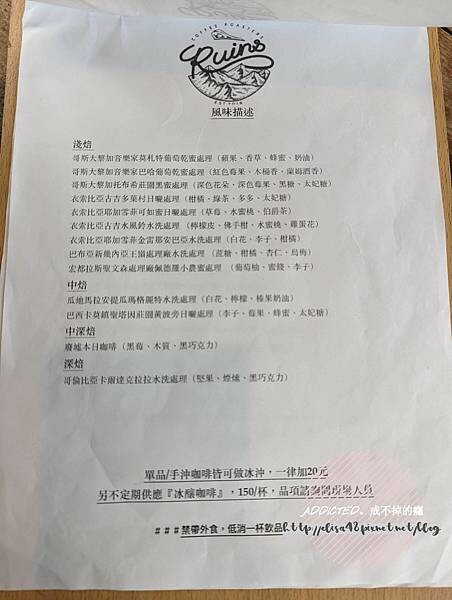 COFFEE ROASTERS
Ruins
EST.2018
風味描述
淺焙
哥斯大黎加音樂家莫札特葡萄乾蜜處理（蘋果、香草、蜂蜜、奶油）
哥斯大黎加音樂家巴哈葡萄乾蜜處理（紅色莓果、木桶香、蘭姆酒香）
哥斯大黎加托布希莊園黑蜜處理（深色花朵、深色莓果、黑糖、太妃糖）
衣索比亞古吉多葉村日曬處理（柑橘、綠茶、多多、太妃糖）
衣索比亞耶加雪菲可如蜜日曬處理（草莓、水蜜桃、伯爵茶）
衣索比亞古吉水風鈴水洗處理（檸檬皮、佛手柑、水蜜桃、雞蛋花）
衣索比亞耶加雪菲金雷那安巴亞水洗處理（白花、李子、柑橘）
巴布亞新幾內亞王嶺處理廠水洗處理（蔗糖、柑橘、杏仁、烏梅）
宏都拉斯聖文森處理廠佩德羅小農蜜處理（葡萄柚、蜜餞、李子）
中焙
瓜地馬拉安提瓜瑪格麗特水洗處理（白花、檸檬、榛果奶油）
巴西卡莫鎮聖塔因莊園黃波旁日曬處理（李子、莓果、蜂蜜、太妃糖）
中深焙
廢墟本日咖啡（黑莓、木質、黑巧克力）
深焙
哥倫比亞卡爾達克拉拉水洗處理（堅果、煙燻、黑巧克力）
單品/手沖咖啡皆可做冰沖，一律加20元
另不定期供應『冰釀咖啡』，150/杯，品項請詢問現場人員
ADDICTED。戒不掉的癮
###禁帶外食，低消一杯飲品
http://elisa98.pixnet.net/blog